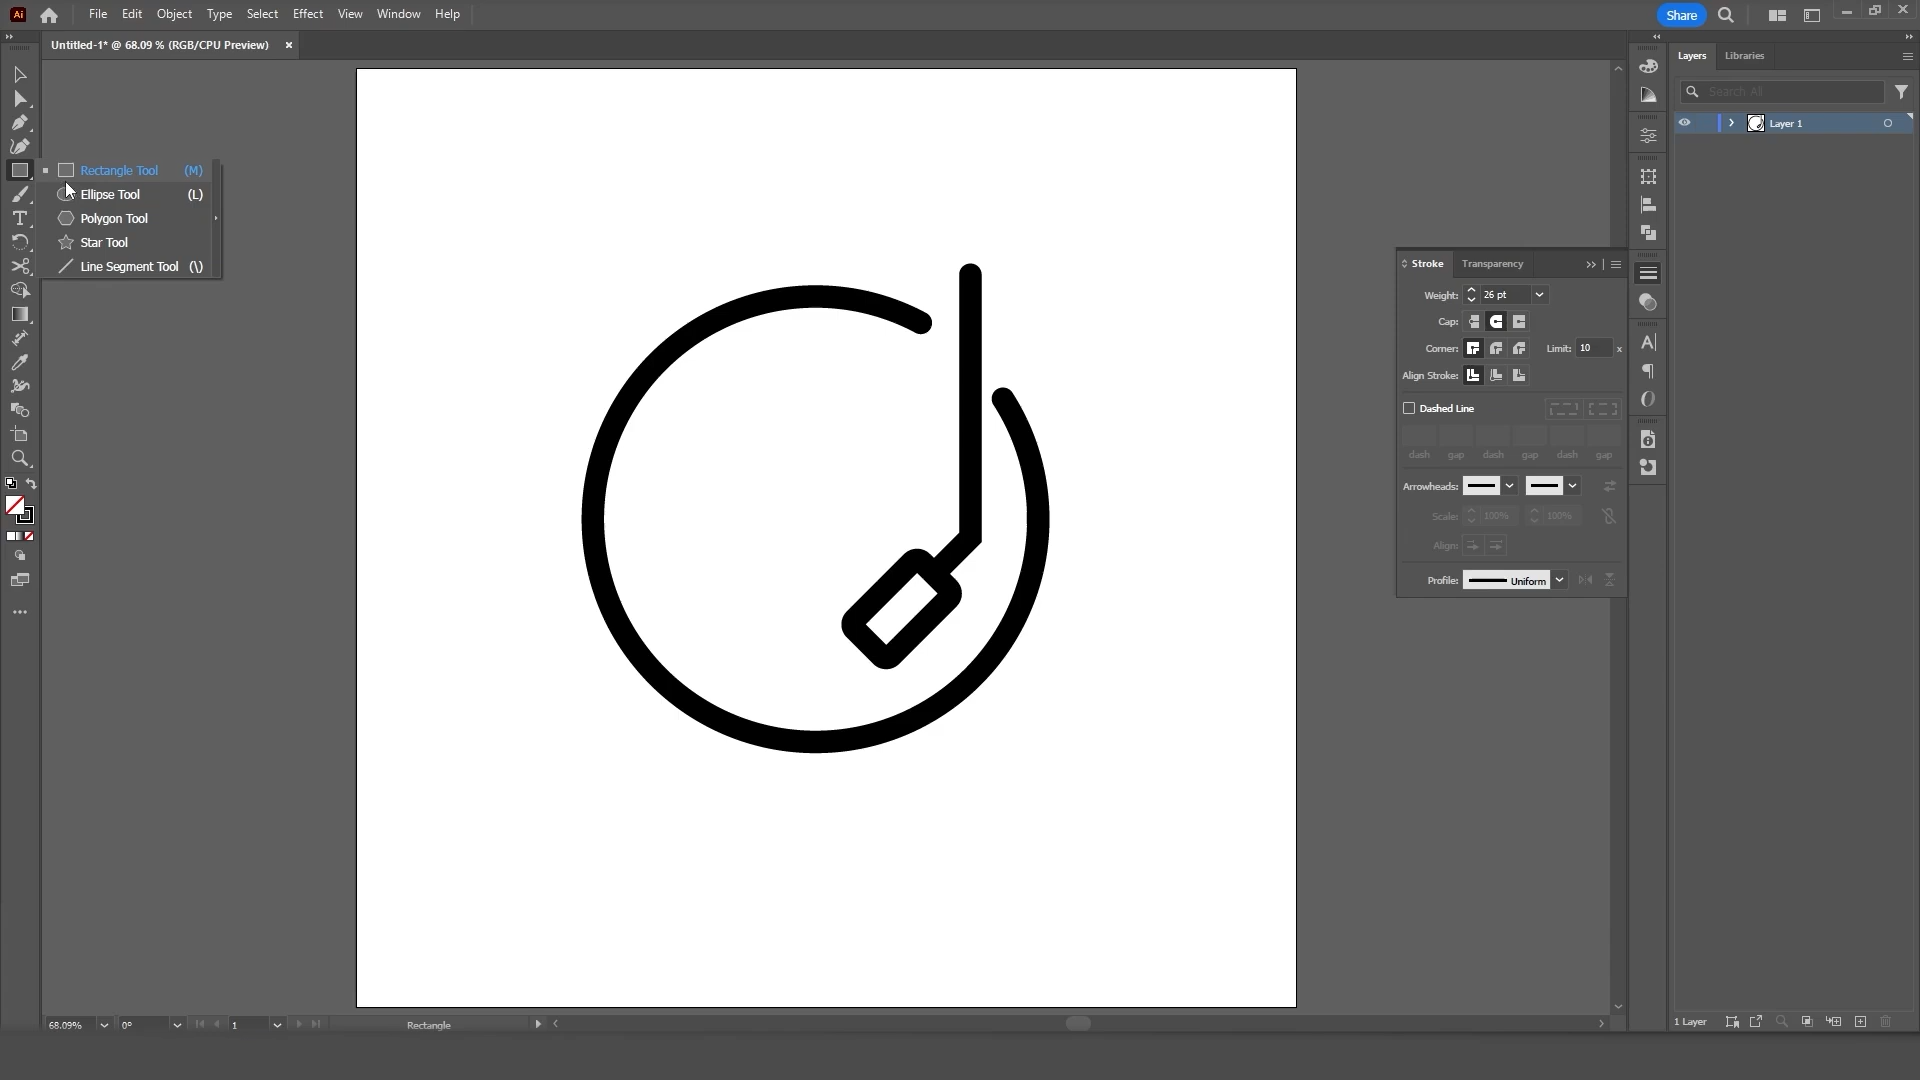 Ai File Edit Object Type Select Effect View Window Help Share
Untitled-1* @ 68.09 % (RGB/CPU Preview) ×
Layers Libraries
Search All
Layer 1
Rectangle Tool (M)
Ellipse Tool (L)
Polygon Tool
Star Tool
Line Segment Tool (\)
Stroke Transparency
Weight: 26 pt
Cap:
Corner: Limit: 10 x
Align Stroke:
Dashed Line
dash gap dash gap dash gap
Arrowheads:
Scale: 100% 100%
Align:
Profile: Uniform
68.09% 0° 1 Rectangle
1 Layer